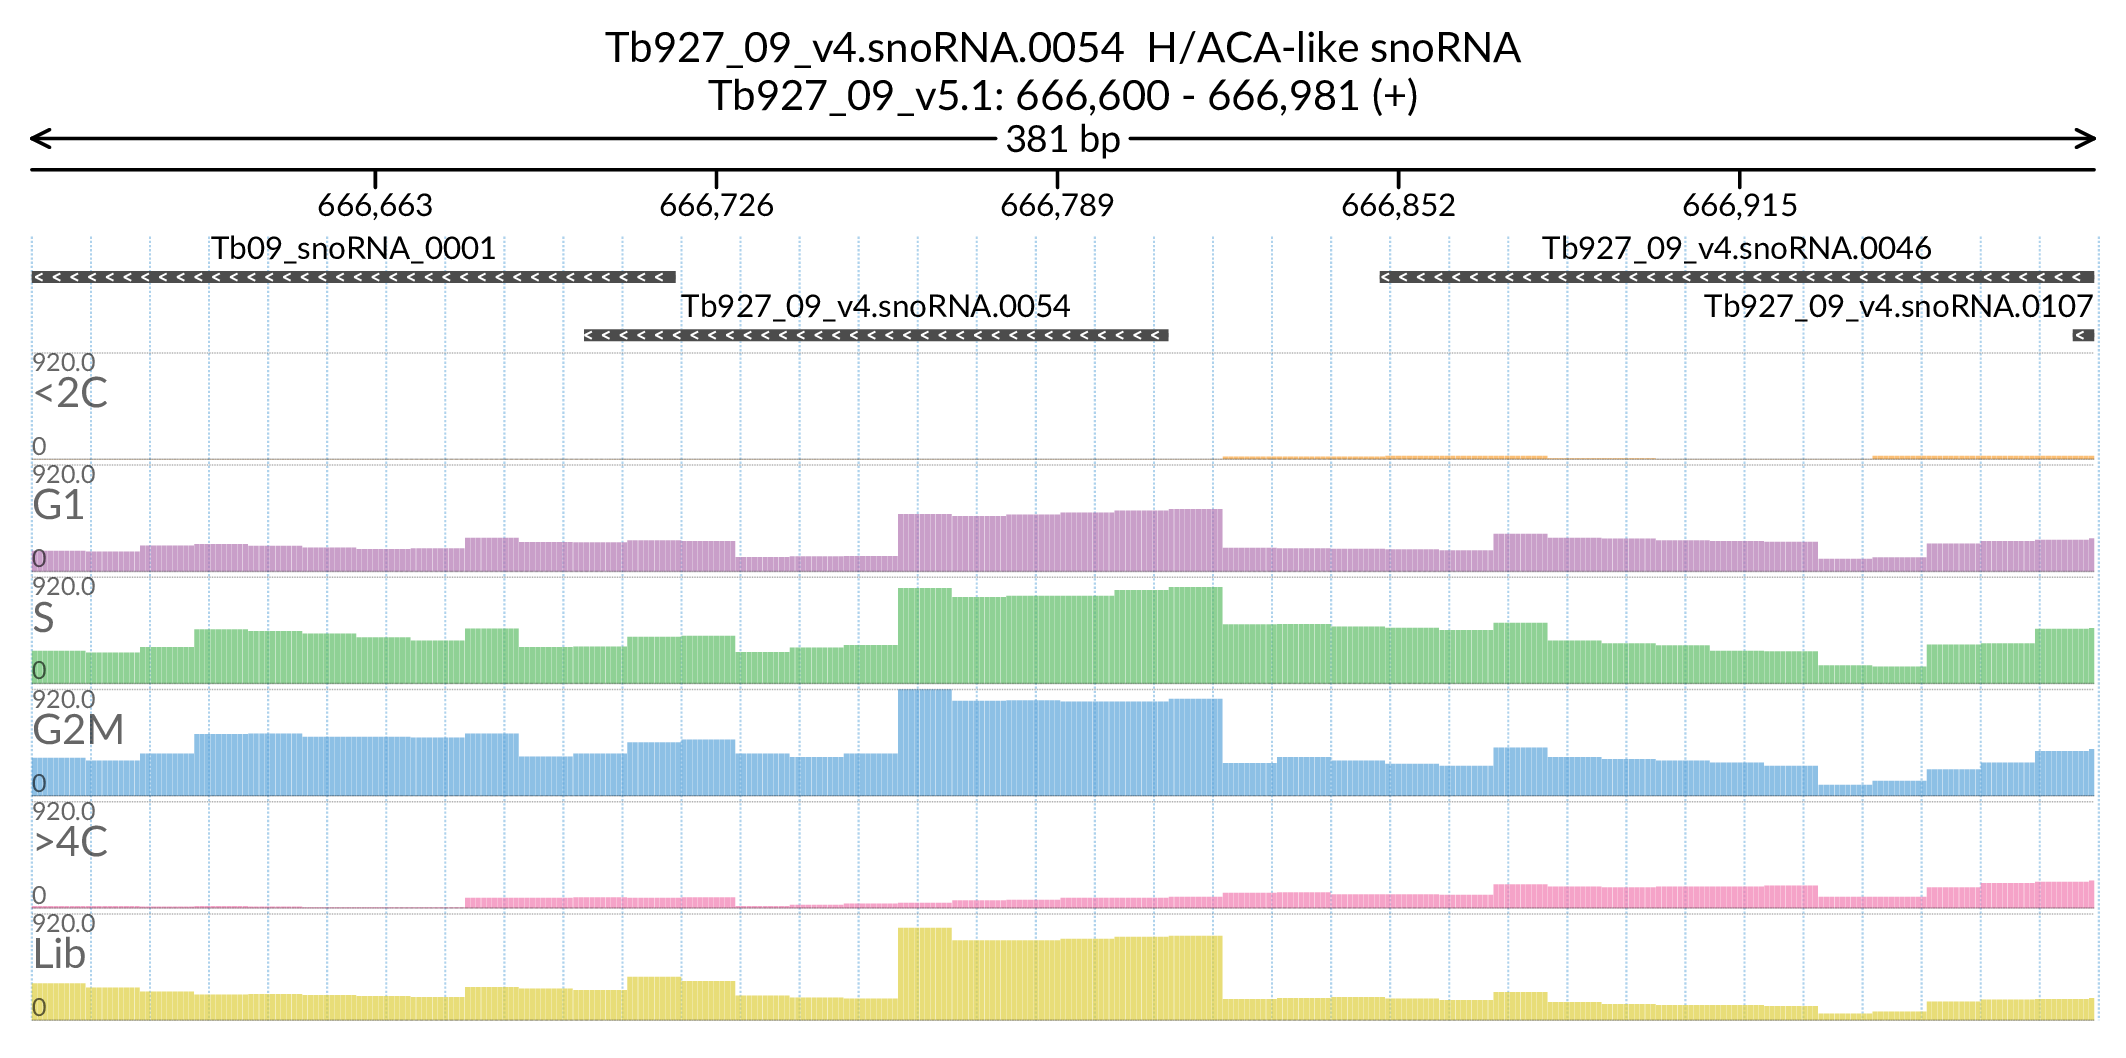 Tb927_09_v4.snoRNA.0054 H/ACA-like snoRNA
Tb927_09_v5.1: 666,600 - 666,981 (+)
381 bp
666,663 666,726 666,789 666,852 666,915
Tb09_snoRNA_0001 Tb927_09_v4.snoRNA.0046
Tb927_09_v4.snoRNA.0054 Tb927_09_v4.snoRNA.0107
920.0
<2C
0
920.0
G1
0
920.0
S
0
920.0
G2M
0
920.0
>4C
0
920.0
Lib
0